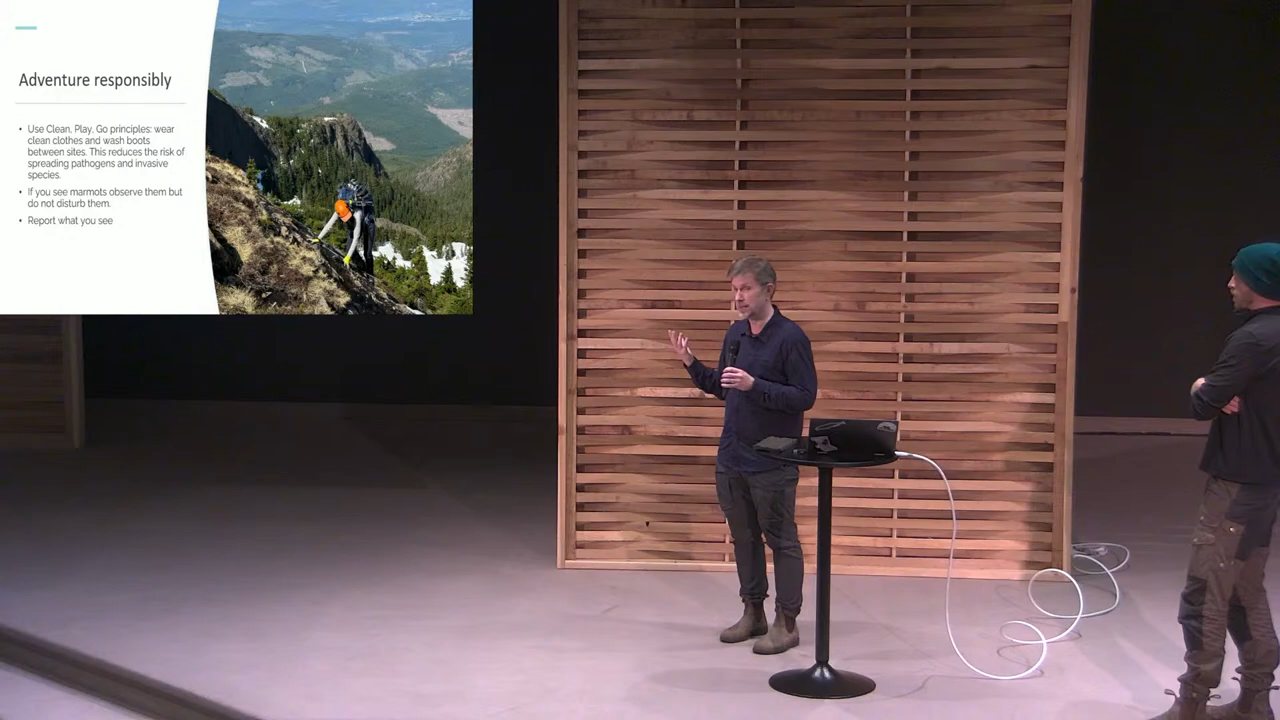 Adventure responsibly
• Use Clean, Play, Go principles: wear
clean clothes and wash boots
between sites. This reduces the risk of
spreading pathogens and invasive
species.
• If you see marmots observe them but
do not disturb them.
• Report what you see